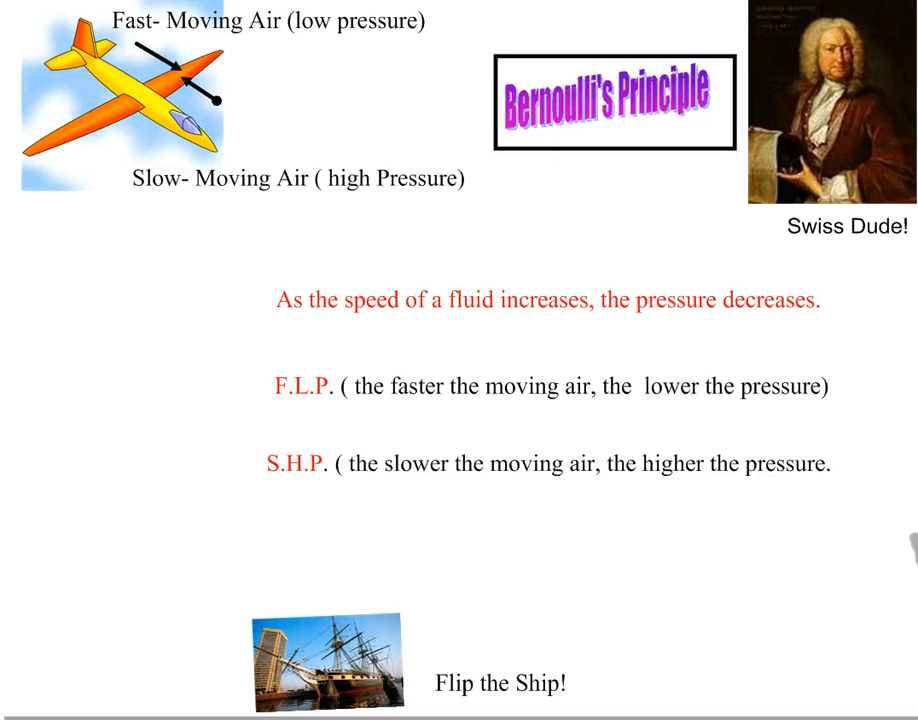 Fast- Moving Air (low pressure)
Bernoulli's Principle
Slow- Moving Air ( high Pressure)
Swiss Dude!
As the speed of a fluid increases, the pressure decreases.
F.L.P. ( the faster the moving air, the lower the pressure)
S.H.P. ( the slower the moving air, the higher the pressure.
Flip the Ship!